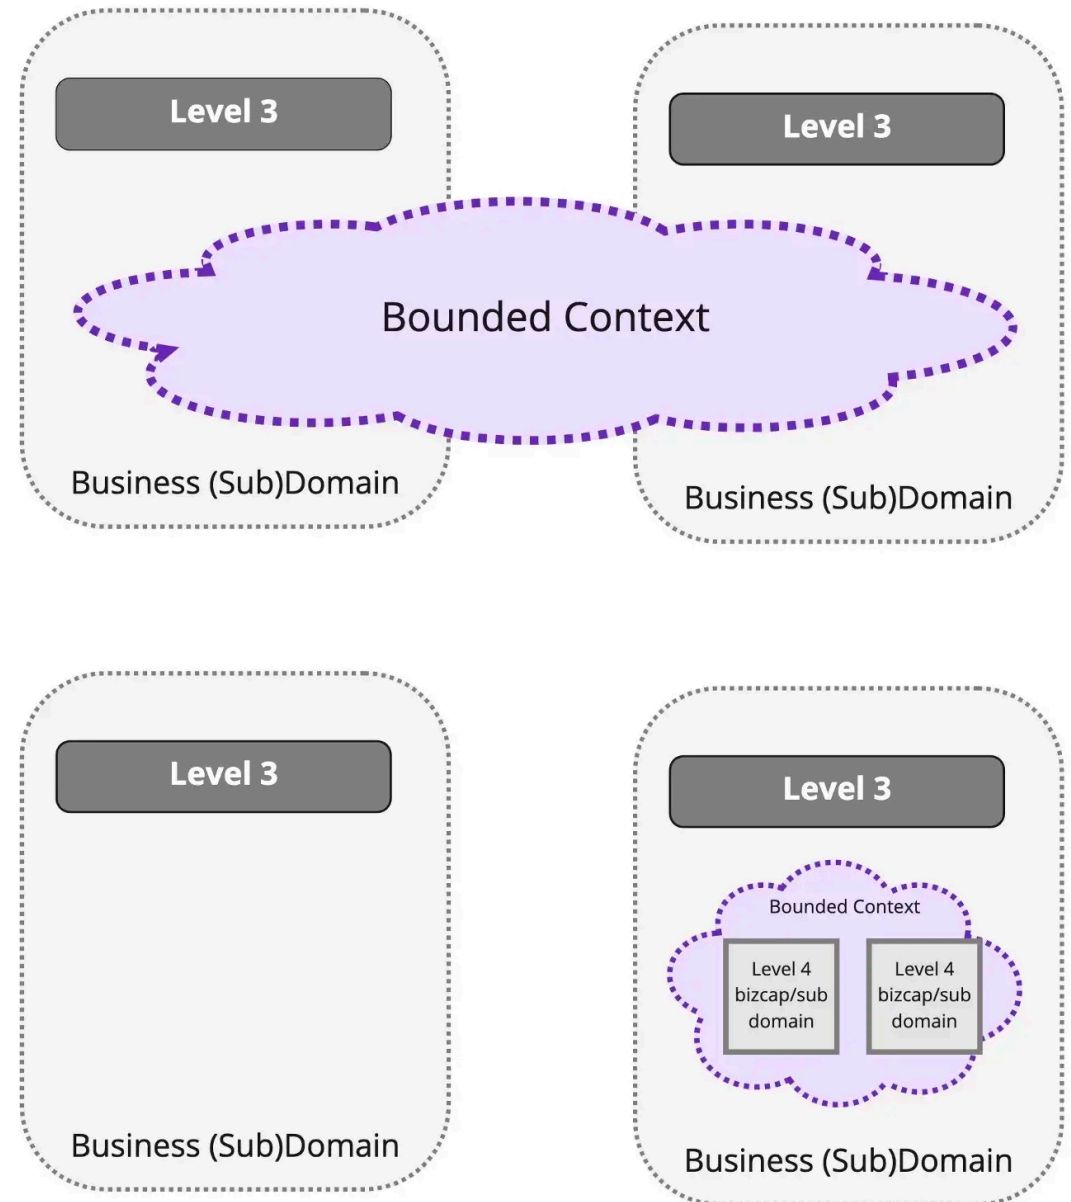 Level 3
Level 3
Bounded Context
Business (Sub)Domain
Business (Sub)Domain
Level 3
Level 3
Bounded Context
Level 4
bizcap/sub
domain
Level 4
bizcap/sub
domain
Business (Sub)Domain
Business (Sub)Domain